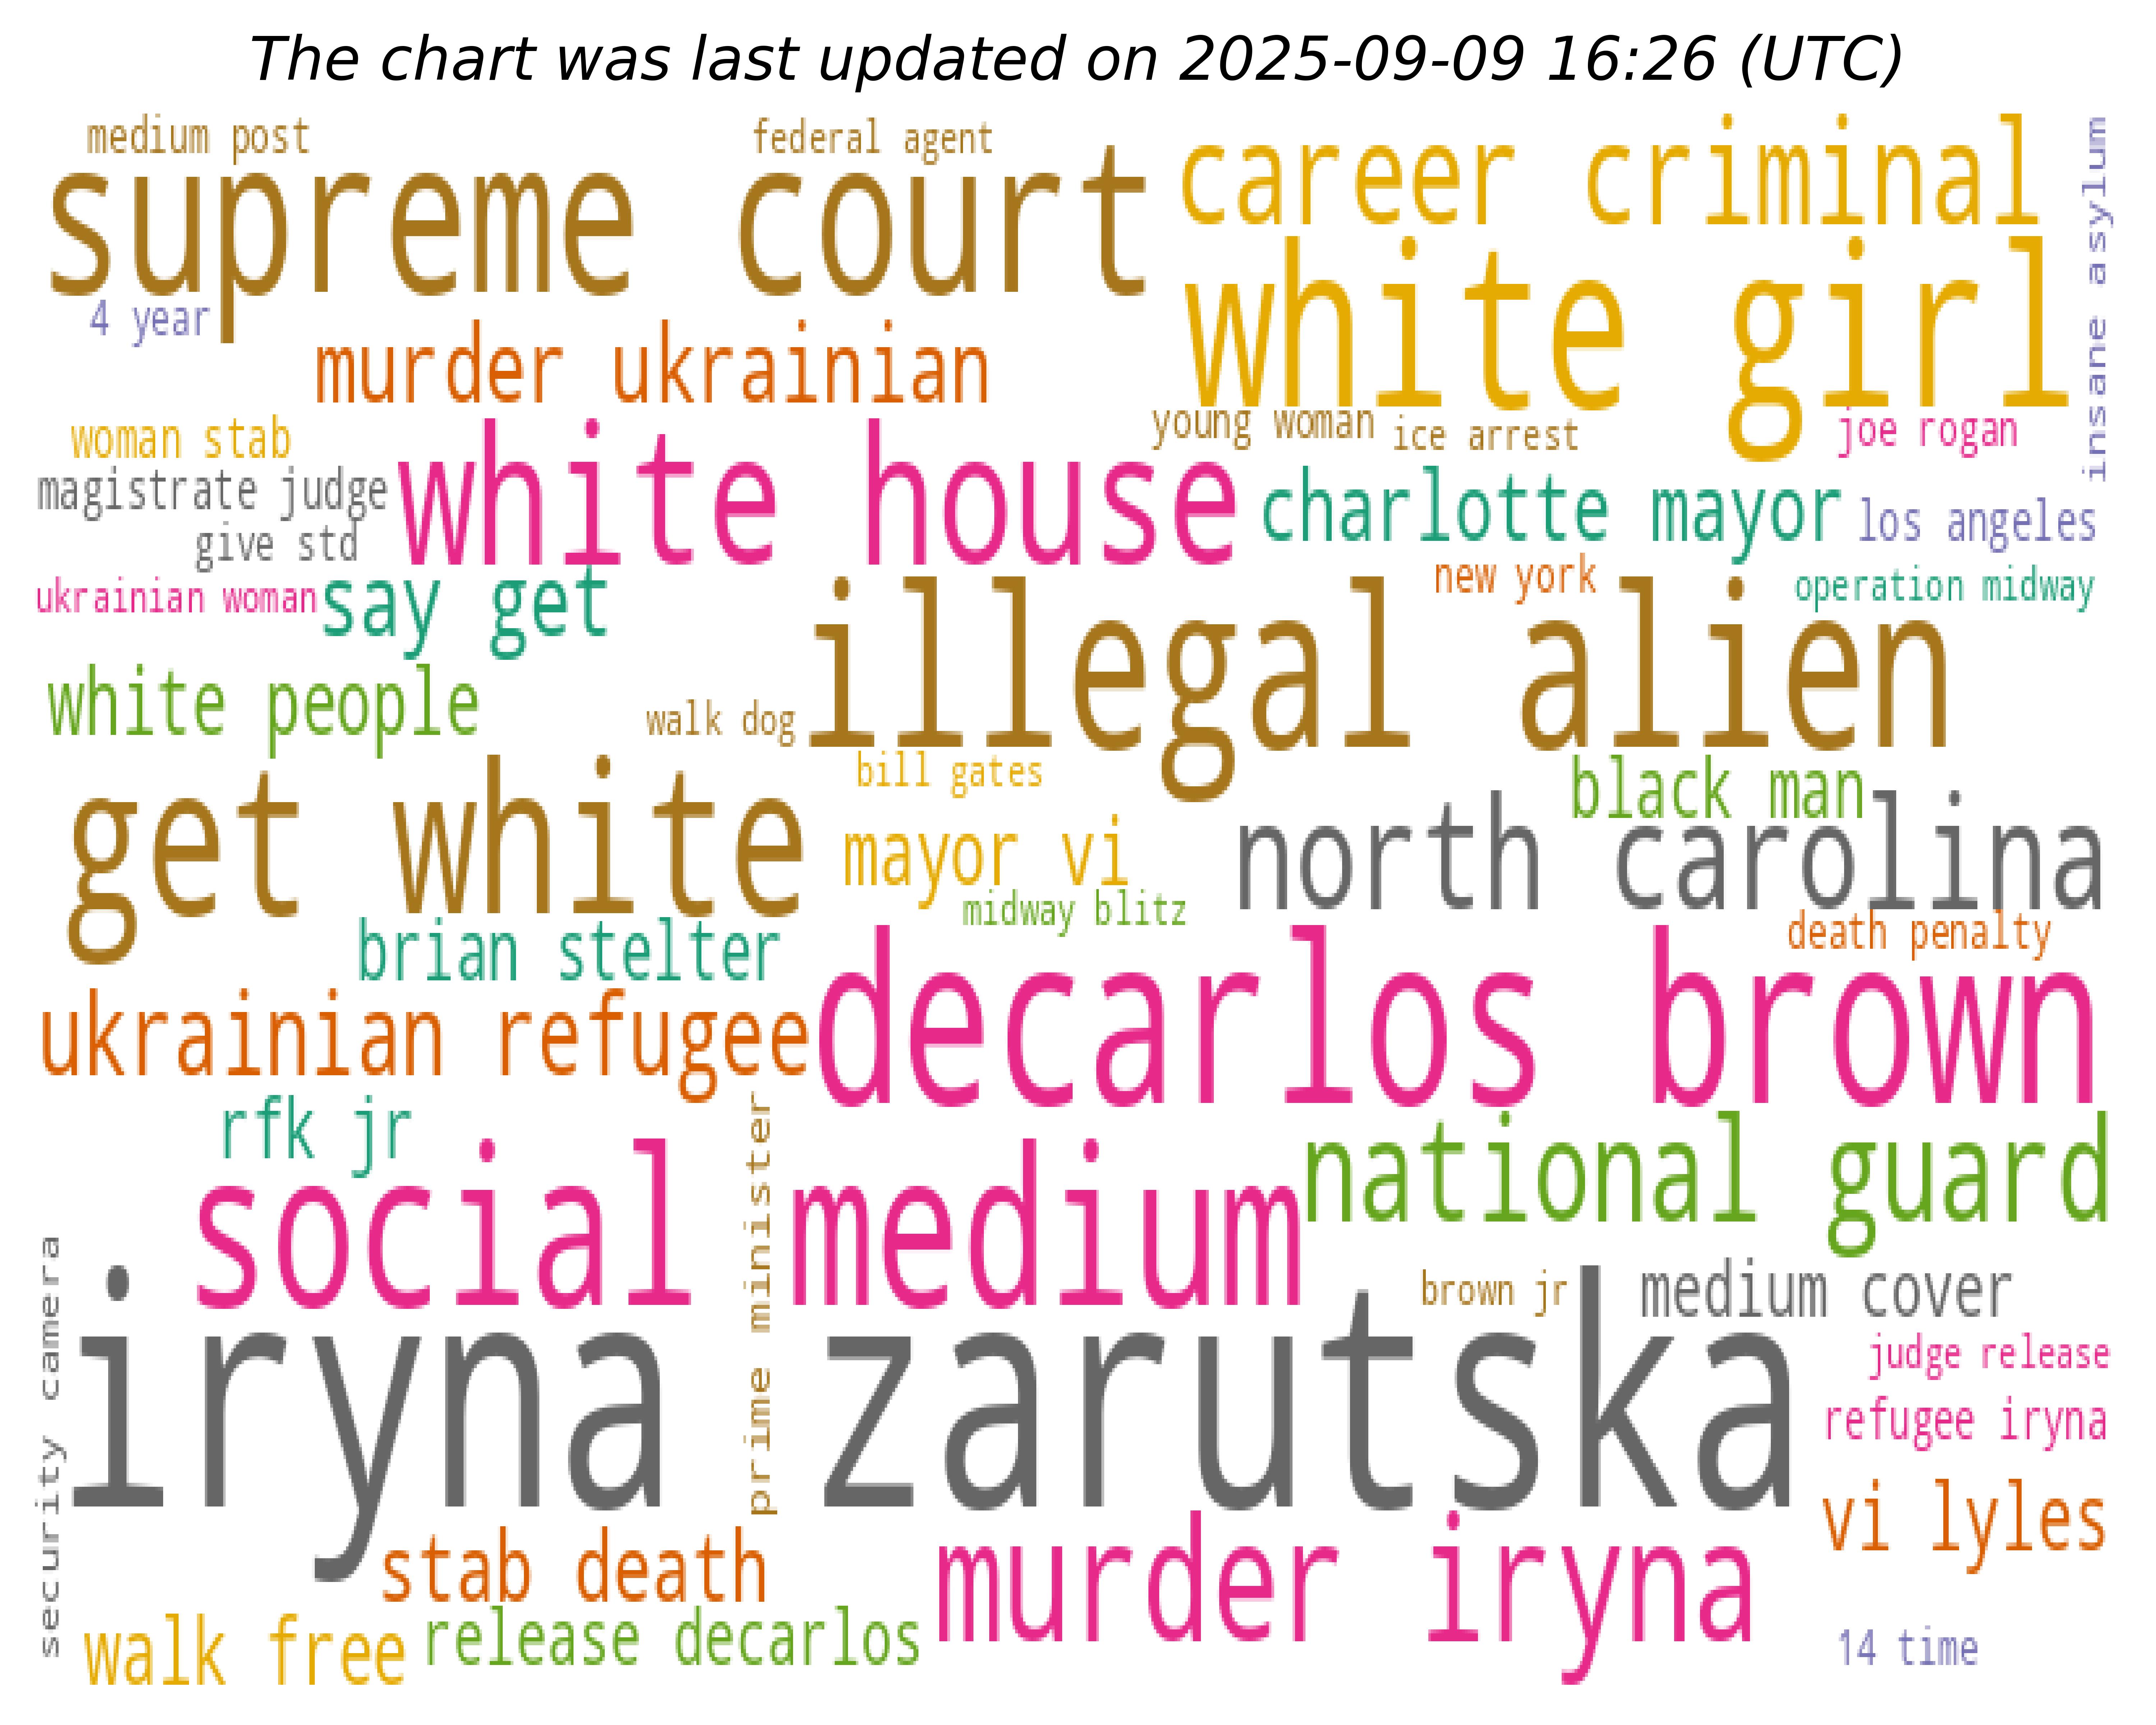 The chart was last updated on 2025-09-09 16:26 (UTC)
medium post
federal agent
career criminal
insane asylum
supreme court
white girl
4 year
murder ukrainian
woman stab
young woman
ice arrest
joe rogan
magistrate judge
white house
charlotte mayor
los angeles
give std
ukrainian woman
say get
new york
operation midway
illegal alien
white people
walk dog
bill gates
black man
get white
mayor vi
north carolina
midway blitz
brian stelter
death penalty
decarlos brown
ukrainian refugee
rfk jr
prime minister
national guard
social medium
security camera
brown jr
medium cover
iryna zarutska
judge release
refugee iryna
vi lyles
stab death
murder iryna
walk free
release decarlos
14 time